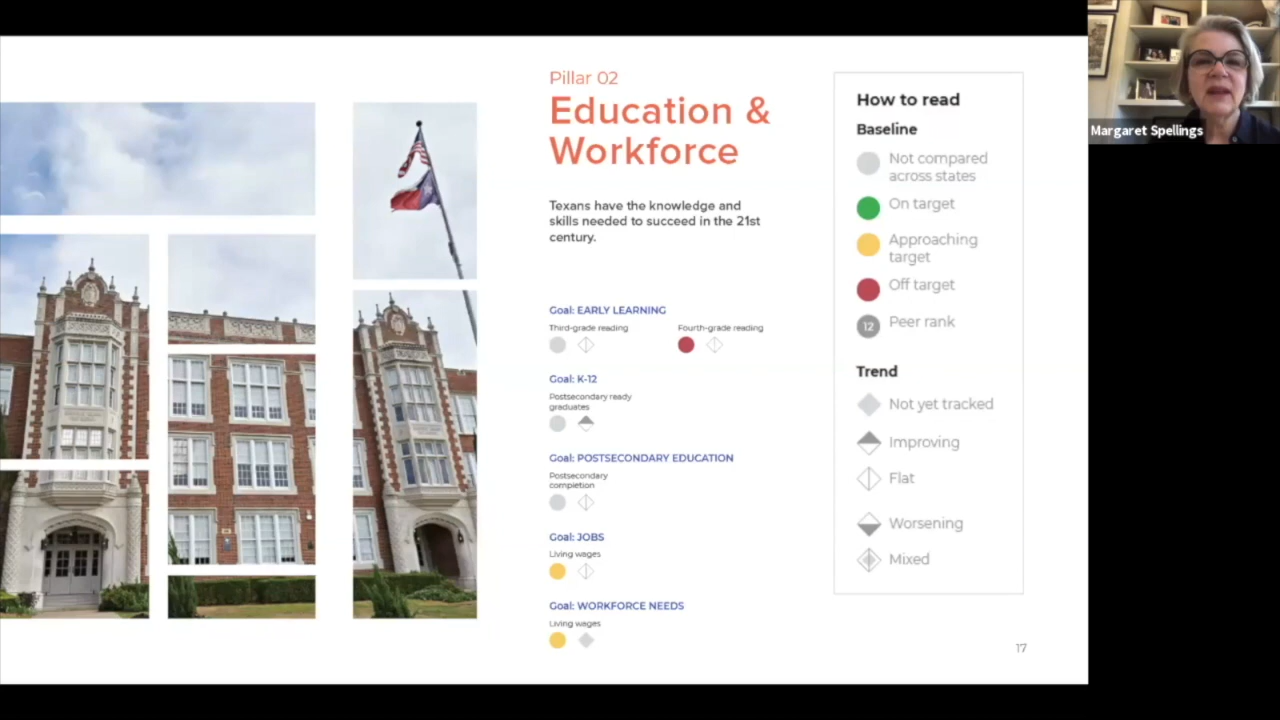 Pillar 02
Education &
Workforce
Texans have the knowledge and
skills needed to succeed in the 21st
century.
Goal: EARLY LEARNING
Third-grade reading
Fourth-grade reading
Goal: K-12
Postsecondary ready
graduates
Goal: POSTSECONDARY EDUCATION
Postsecondary
completion
Goal: JOBS
Living wages
Goal: WORKFORCE NEEDS
Living wages
How to read
Baseline
Not compared
across states
On target
Approaching
target
Off target
12 Peer rank
Trend
Not yet tracked
Improving
Flat
Worsening
Mixed
17
Margaret Spellings